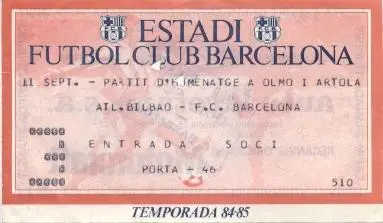 ESTADI
FUTBOL CLUB BARCELONA
11 SEPT. - PARTIT D'HIMENATGE A OLMO I ARTOLA
ATL.BILBAO - F.C. BARCELONA
ENTRADA SOCI
PORTA - 46
510
TEMPORADA 84-85